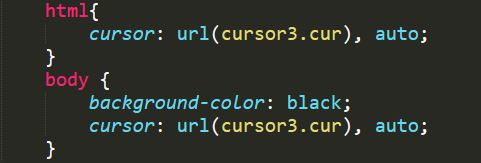 html{
    cursor: url(cursor3.cur), auto;
}
body {
    background-color: black;
    cursor: url(cursor3.cur), auto;
}